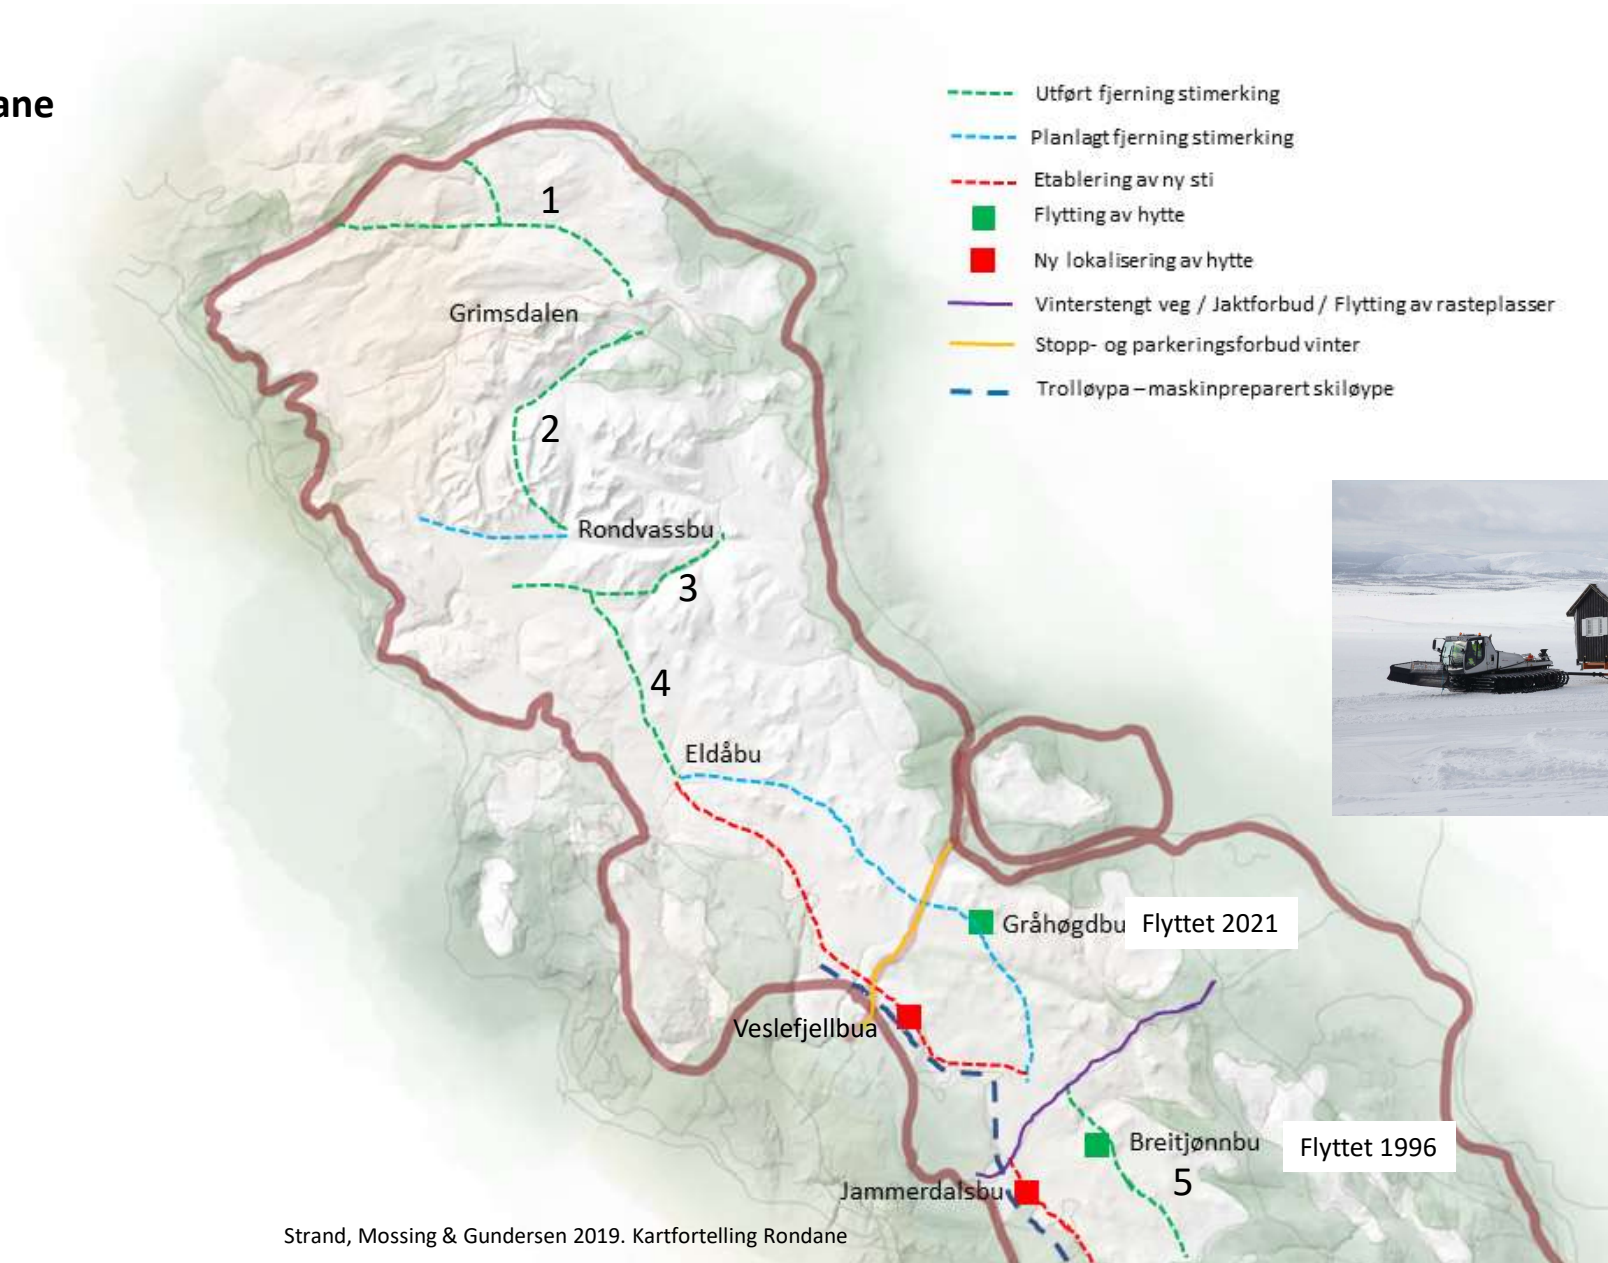 ane
Utført fjerning stimerking
Planlagt fjerning stimerking
Etablering av ny sti
Flytting av hytte
Ny lokalisering av hytte
Vinterstengt veg / Jaktforbud / Flytting av rasteplasser
Stopp- og parkeringsforbud vinter
Trolløypa – maskinpreparert skiløype
1
Grimsdalen
2
Rondvassbu
3
4
Eldåbu
Gråhøgdbu Flyttet 2021
Veslefjellbua
Breitjønnbu Flyttet 1996
5
Jammerdalsbu
Strand, Mossing & Gundersen 2019. Kartfortelling Rondane